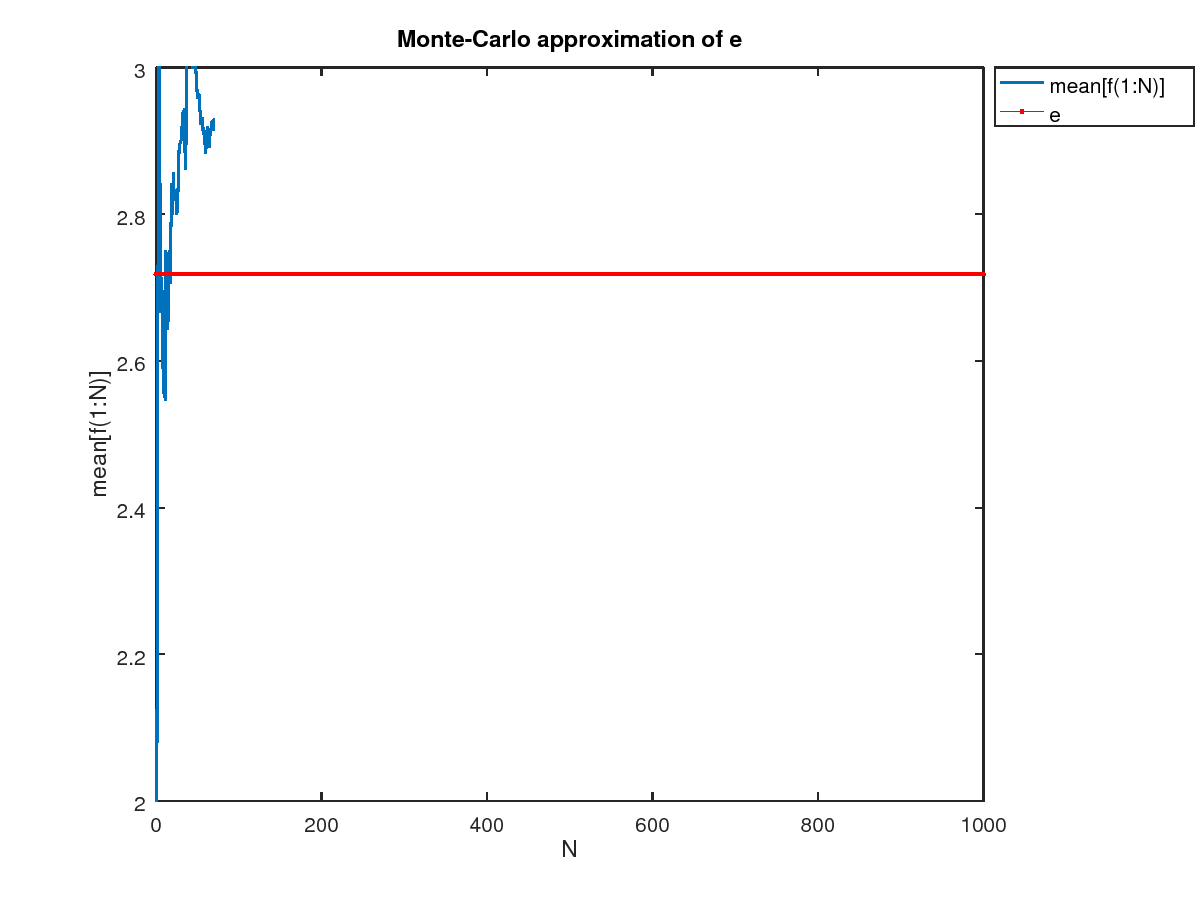 Monte-Carlo approximation of e
mean[f(1:N)]
e
3
2.8
2.6
2.4
2.2
2
mean[f(1:N)]
0 200 400 600 800 1000
N